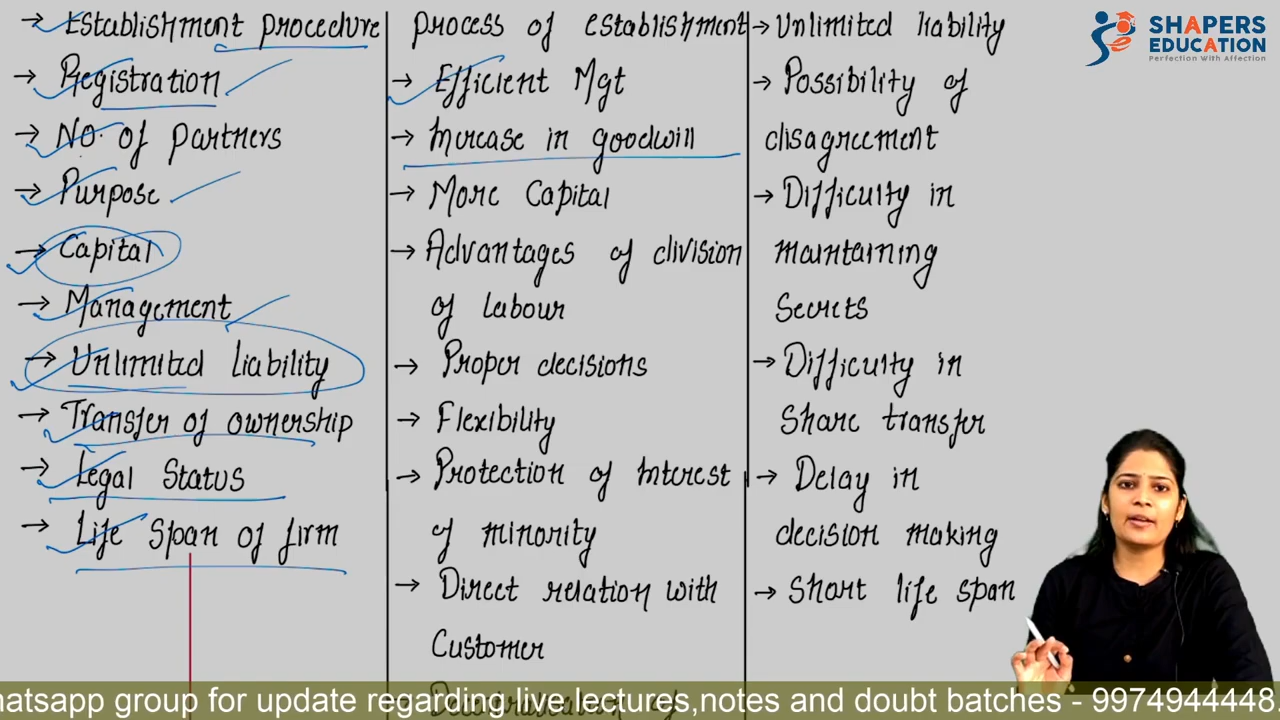 → Establishment procedure
→ Registration
→ No. of partners
→ Purpose
→ Capital
→ Management
→ Unlimited liability
→ Transfer of ownership
→ Legal Status
→ Life Span of firm
process of establishment
→ Efficient Mgt
→ Increase in goodwill
→ More Capital
→ Advantages of division
of labour
→ Proper decisions
→ Flexibility
→ Protection of Interest
of minority
→ Direct relation with
Customer
→ Unlimited liability
→ Possibility of
disagreement
→ Difficulty in
maintaining
Secrets
→ Difficulty in
Share transfer
→ Delay in
decision making
→ Short life span
SHAPERS
EDUCATION
Perfection With Affection
hatsapp group for update regarding live lectures,notes and doubt batches - 9974944448.